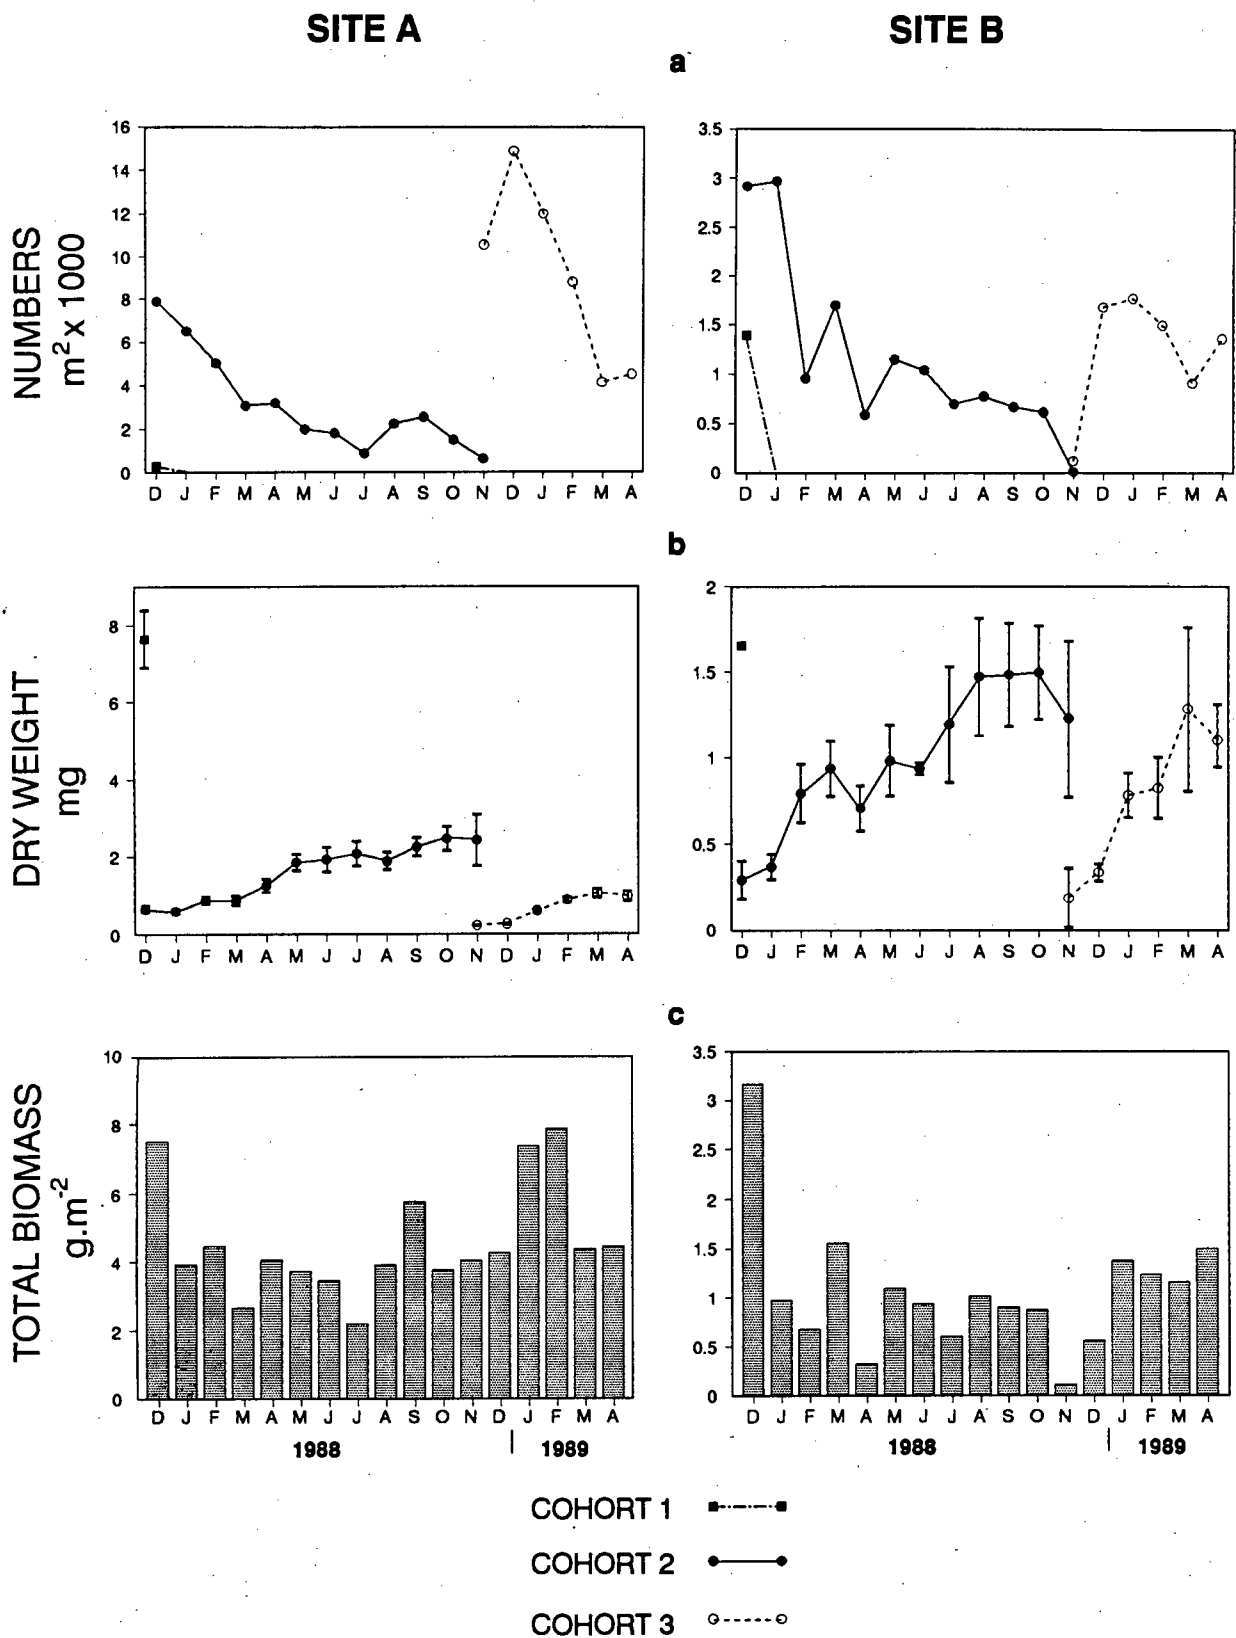 SITE A
SITE B
a
NUMBERS
m² x 1000
16
14
12
10
8
6
4
2
0
D J F M A M J J A S O N D J F M A
3.5
3
2.5
2
1.5
1
0.5
0
D J F M A M J J A S O N D J F M A
b
DRY WEIGHT
mg
8
6
4
2
0
D J F M A M J J A S O N D J F M A
2
1.5
1
0.5
0
D J F M A M J J A S O N D J F M A
c
TOTAL BIOMASS
g.m⁻²
10
8
6
4
2
0
D J F M A M J J A S O N D J F M A
1988 | 1989
3.5
3
2.5
2
1.5
1
0.5
0
D J F M A M J J A S O N D J F M A
1988 | 1989
COHORT 1
COHORT 2
COHORT 3